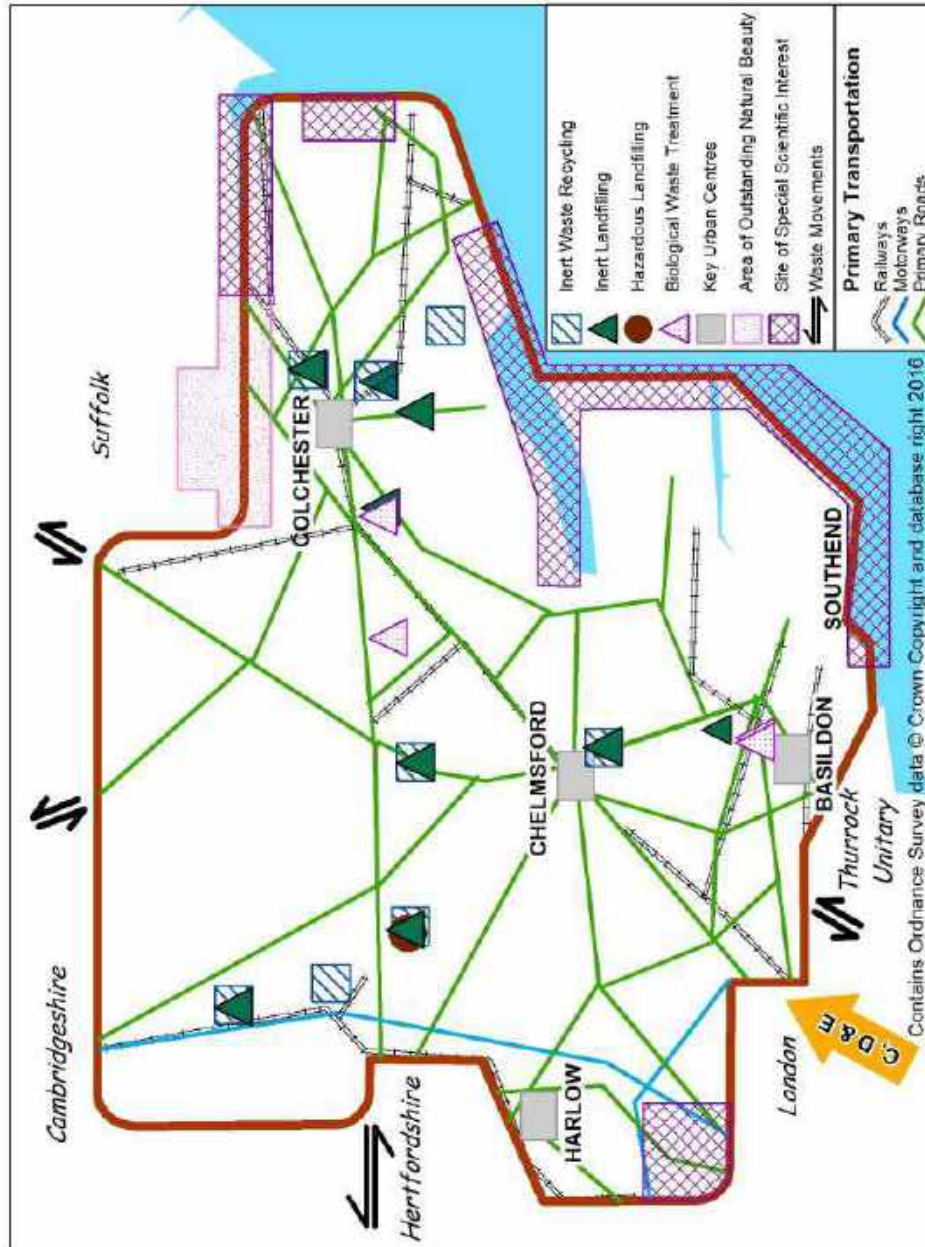 Cambridgeshire
Suffolk
Hertfordshire
COLCHESTER
CHELMSFORD
HARLOW
BASILDON
SOUTHEND
London
Thurrock
Unitary
C, D & E
Inert Waste Recycling
Inert Landfilling
Hazardous Landfilling
Biological Waste Treatment
Key Urban Centres
Area of Outstanding Natural Beauty
Site of Special Scientific Interest
Waste Movements
Primary Transportation
Railways
Motorways
Primary Roads
Contains Ordnance Survey data © Crown Copyright and database right 2016